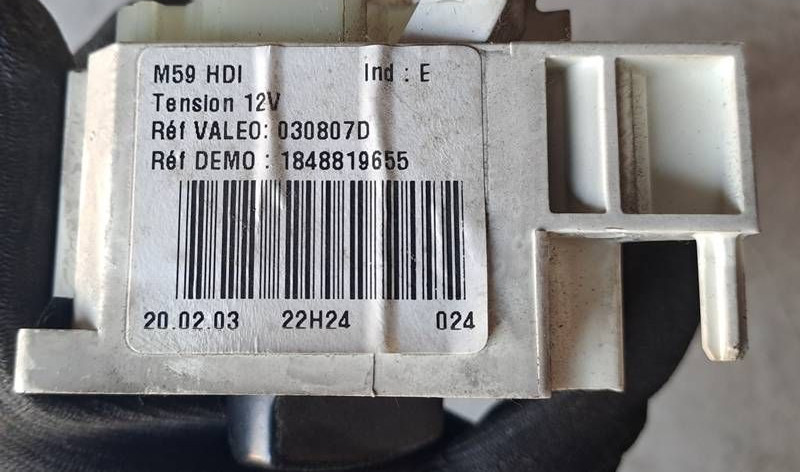 M59 HDI Ind : E
Tension 12V
Réf VALEO: 030807D
Réf DEMO : 1848819655
20.02.03 22H24 024